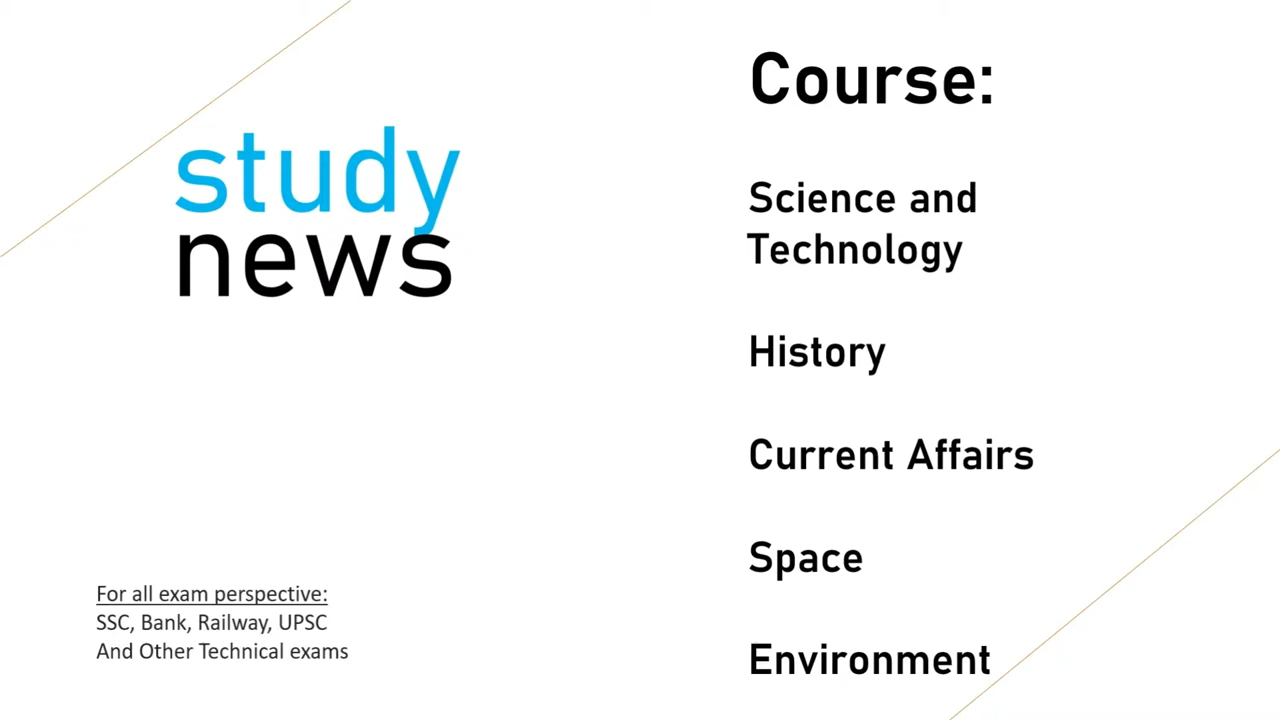 study
news
For all exam perspective:
SSC, Bank, Railway, UPSC
And Other Technical exams
Course:
Science and
Technology
History
Current Affairs
Space
Environment